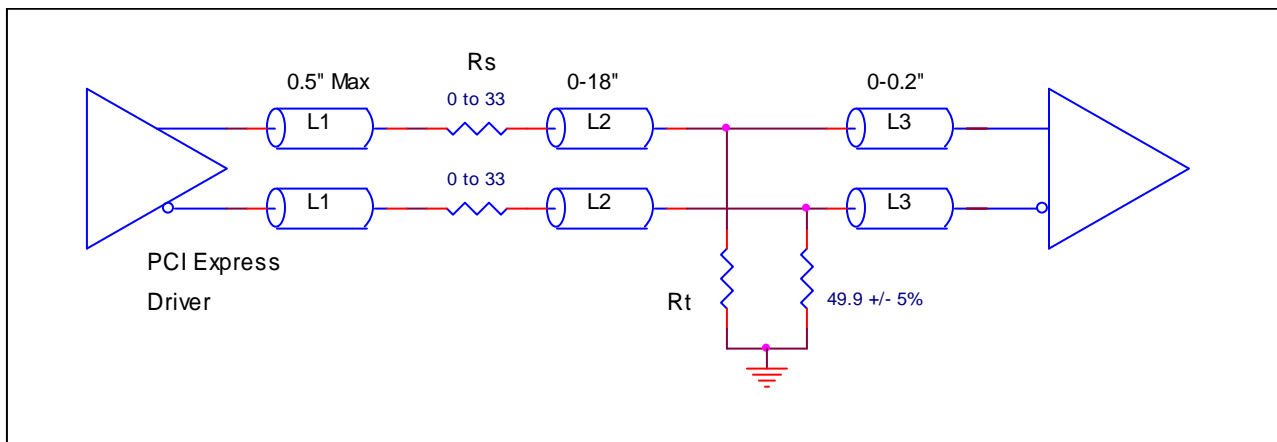 Rs
0.5" Max
0-18"
0-0.2"
0 to 33
L1
L2
L3
0 to 33
L1
L2
L3
PCI Express
Driver
Rt
49.9 +/- 5%